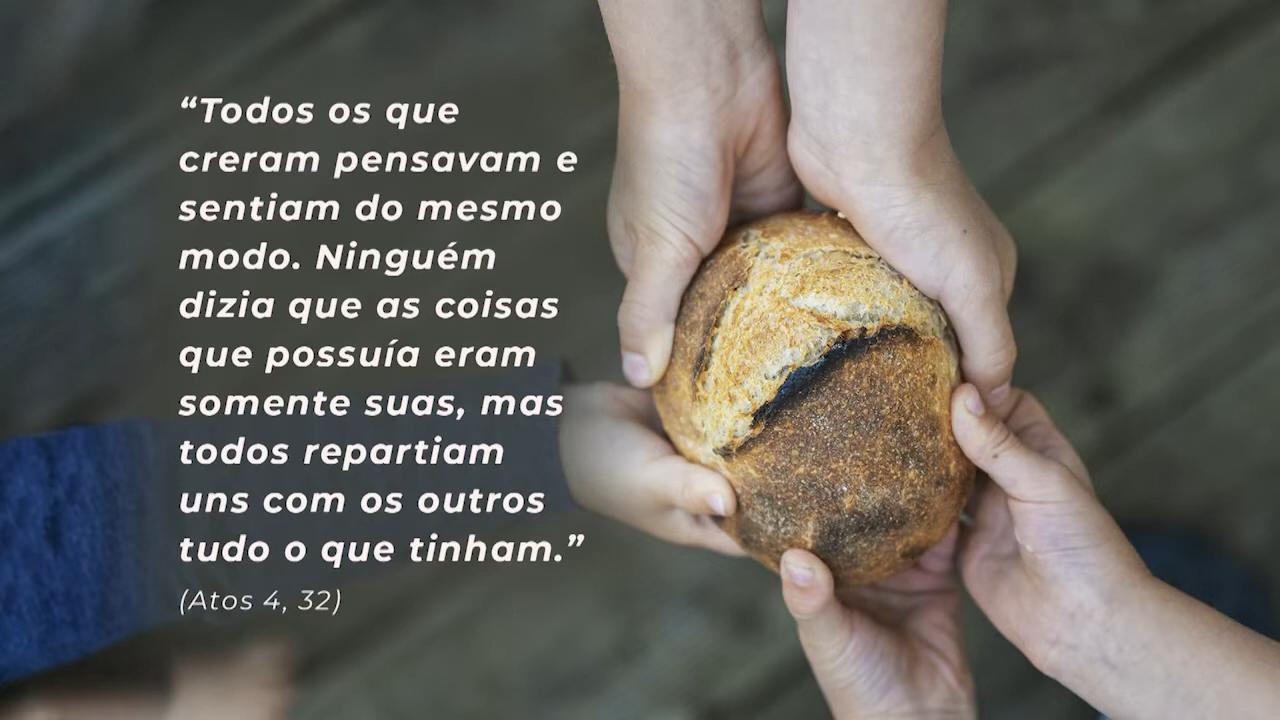 “Todos os que
creram pensavam e
sentiam do mesmo
modo. Ninguém
dizia que as coisas
que possuía eram
somente suas, mas
todos repartiam
uns com os outros
tudo o que tinham.”
(Atos 4, 32)